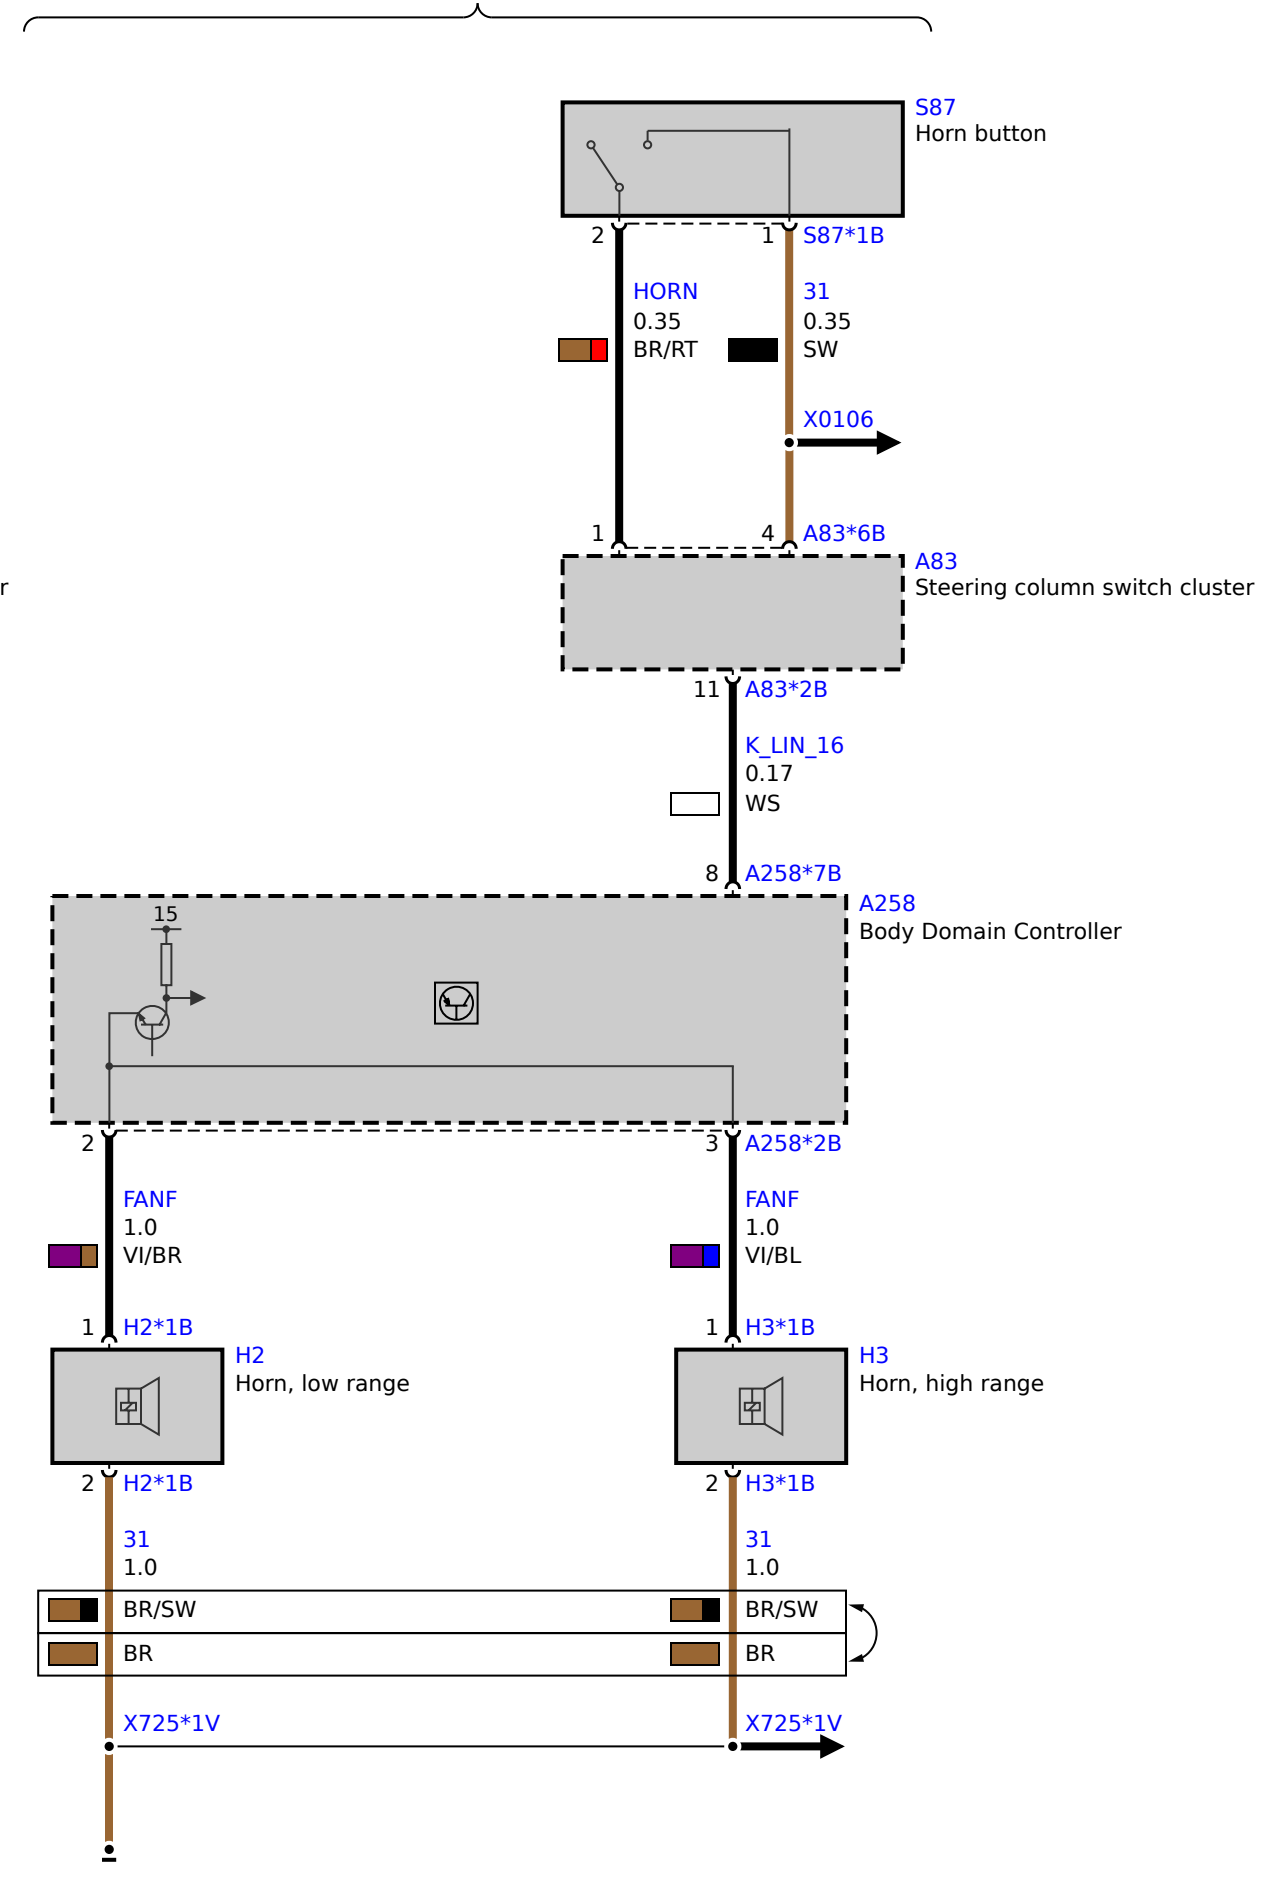 S87
Horn button
2
1
S87*1B
HORN
31
0.35
0.35
BR/RT
SW
X0106
1
4
A83*6B
A83
r
Steering column switch cluster
11
A83*2B
K_LIN_16
0.17
WS
8
A258*7B
A258
15
Body Domain Controller
2
3
A258*2B
FANF
FANF
1.0
1.0
VI/BR
VI/BL
1
H2*1B
1
H3*1B
H2
H3
Horn, low range
Horn, high range
2
H2*1B
2
H3*1B
31
31
1.0
1.0
BR/SW
BR/SW
BR
BR
X725*1V
X725*1V